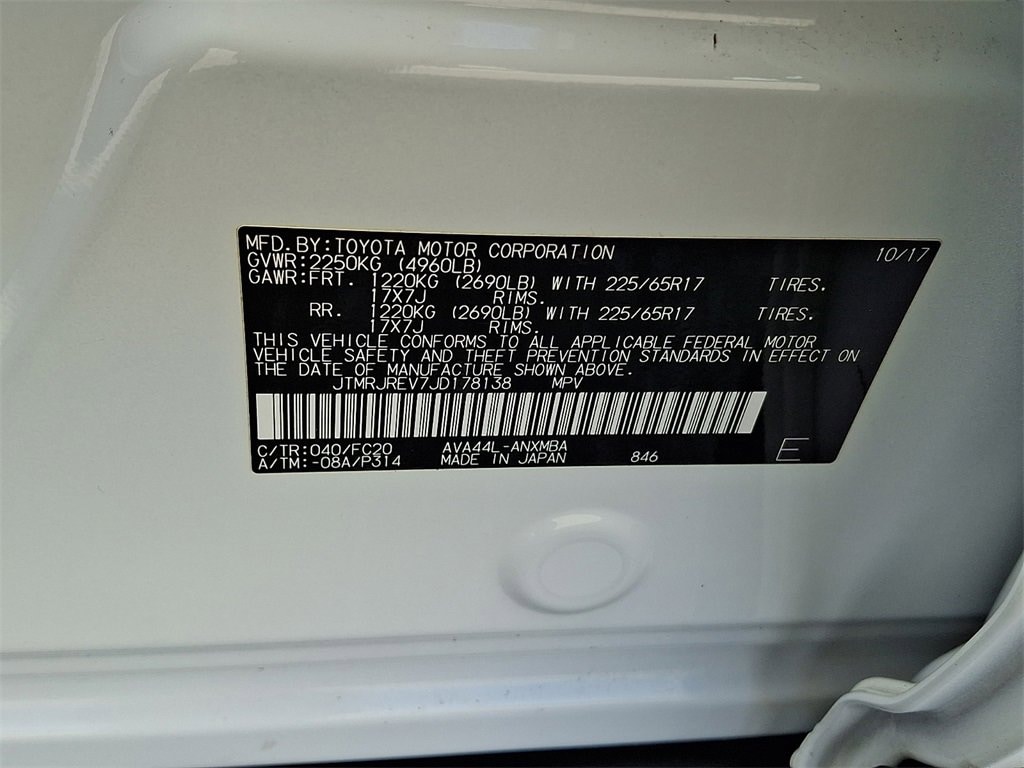 MFD. BY: TOYOTA MOTOR CORPORATION 10/17
GVWR: 2250KG (4960LB)
GAWR: FRT. 1220KG (2690LB) WITH 225/65R17 TIRES.
17X7J RIMS.
RR. 1220KG (2690LB) WITH 225/65R17 TIRES.
17X7J RIMS.
THIS VEHICLE CONFORMS TO ALL APPLICABLE FEDERAL MOTOR
VEHICLE SAFETY AND THEFT PREVENTION STANDARDS IN EFFECT ON
THE DATE OF MANUFACTURE SHOWN ABOVE.
JTMRJREV7JD178138 MPV
C/TR: 040/FC20 AVA44L-ANXMBA
A/TM: -08A/P314 MADE IN JAPAN 846 E